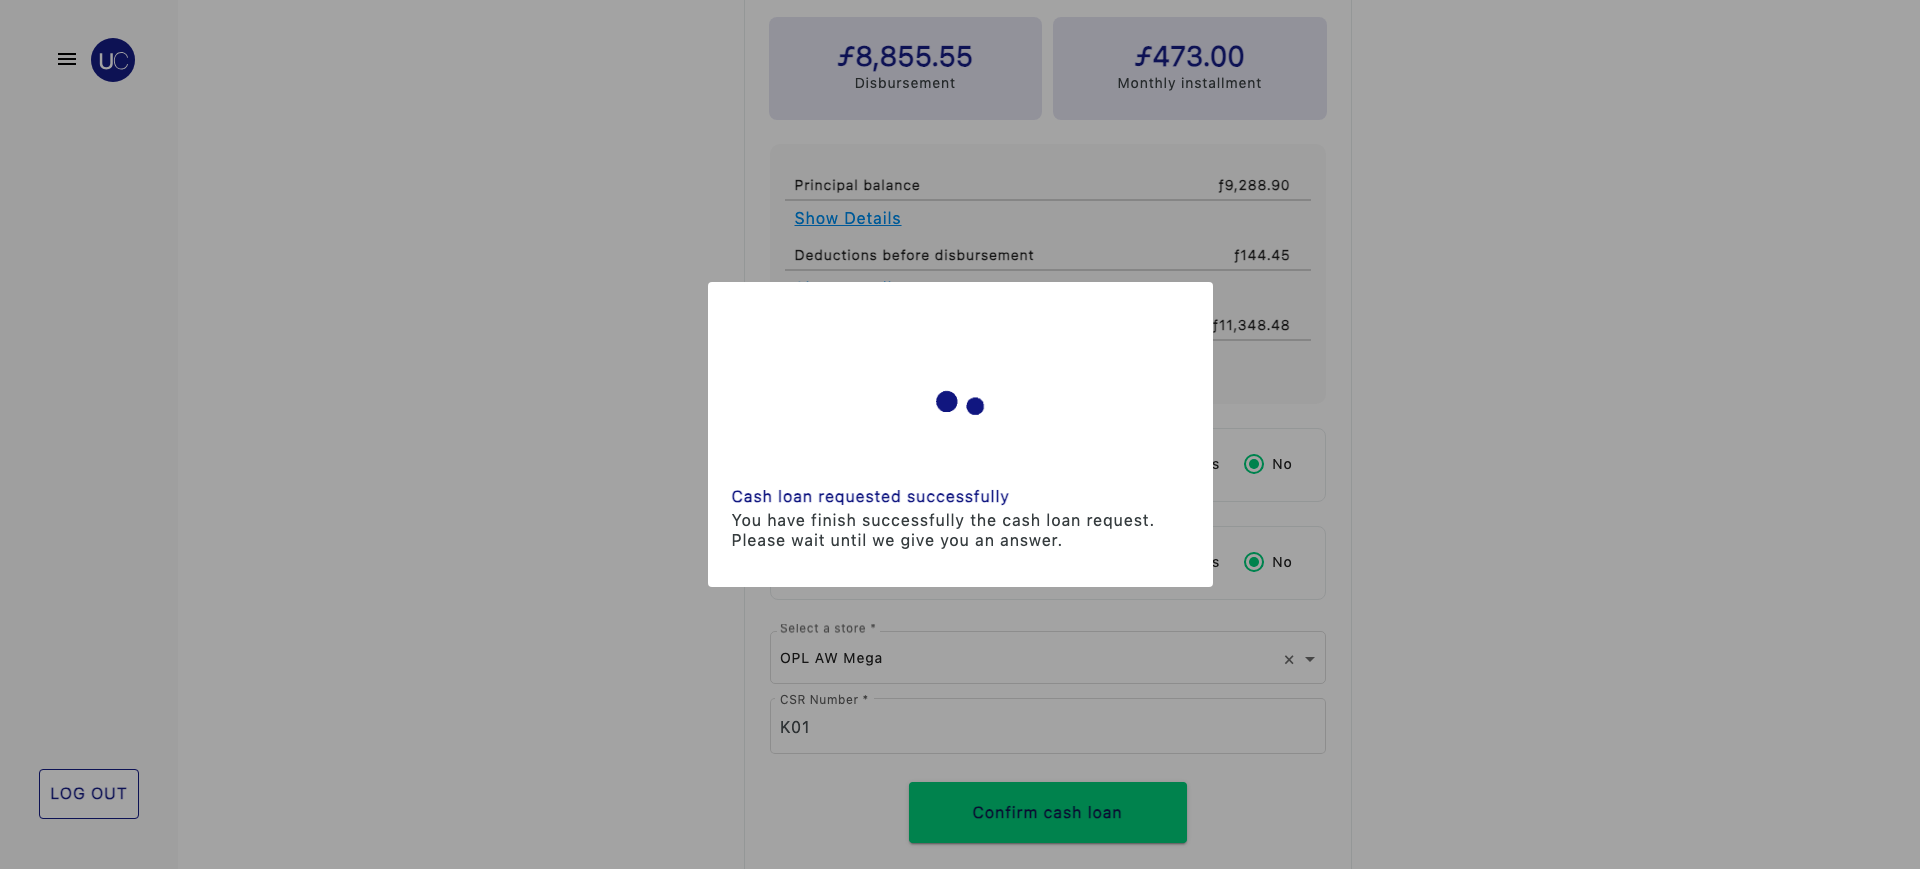 UC
ƒ8,855.55
Disbursement
ƒ473.00
Monthly installment
Principal balance ƒ9,288.90
Show Details
Deductions before disbursement ƒ144.45
ƒ11,348.48
Cash loan requested successfully
You have finish successfully the cash loan request.
Please wait until we give you an answer.
s No
s No
Select a store *
OPL AW Mega
CSR Number *
K01
LOG OUT
Confirm cash loan